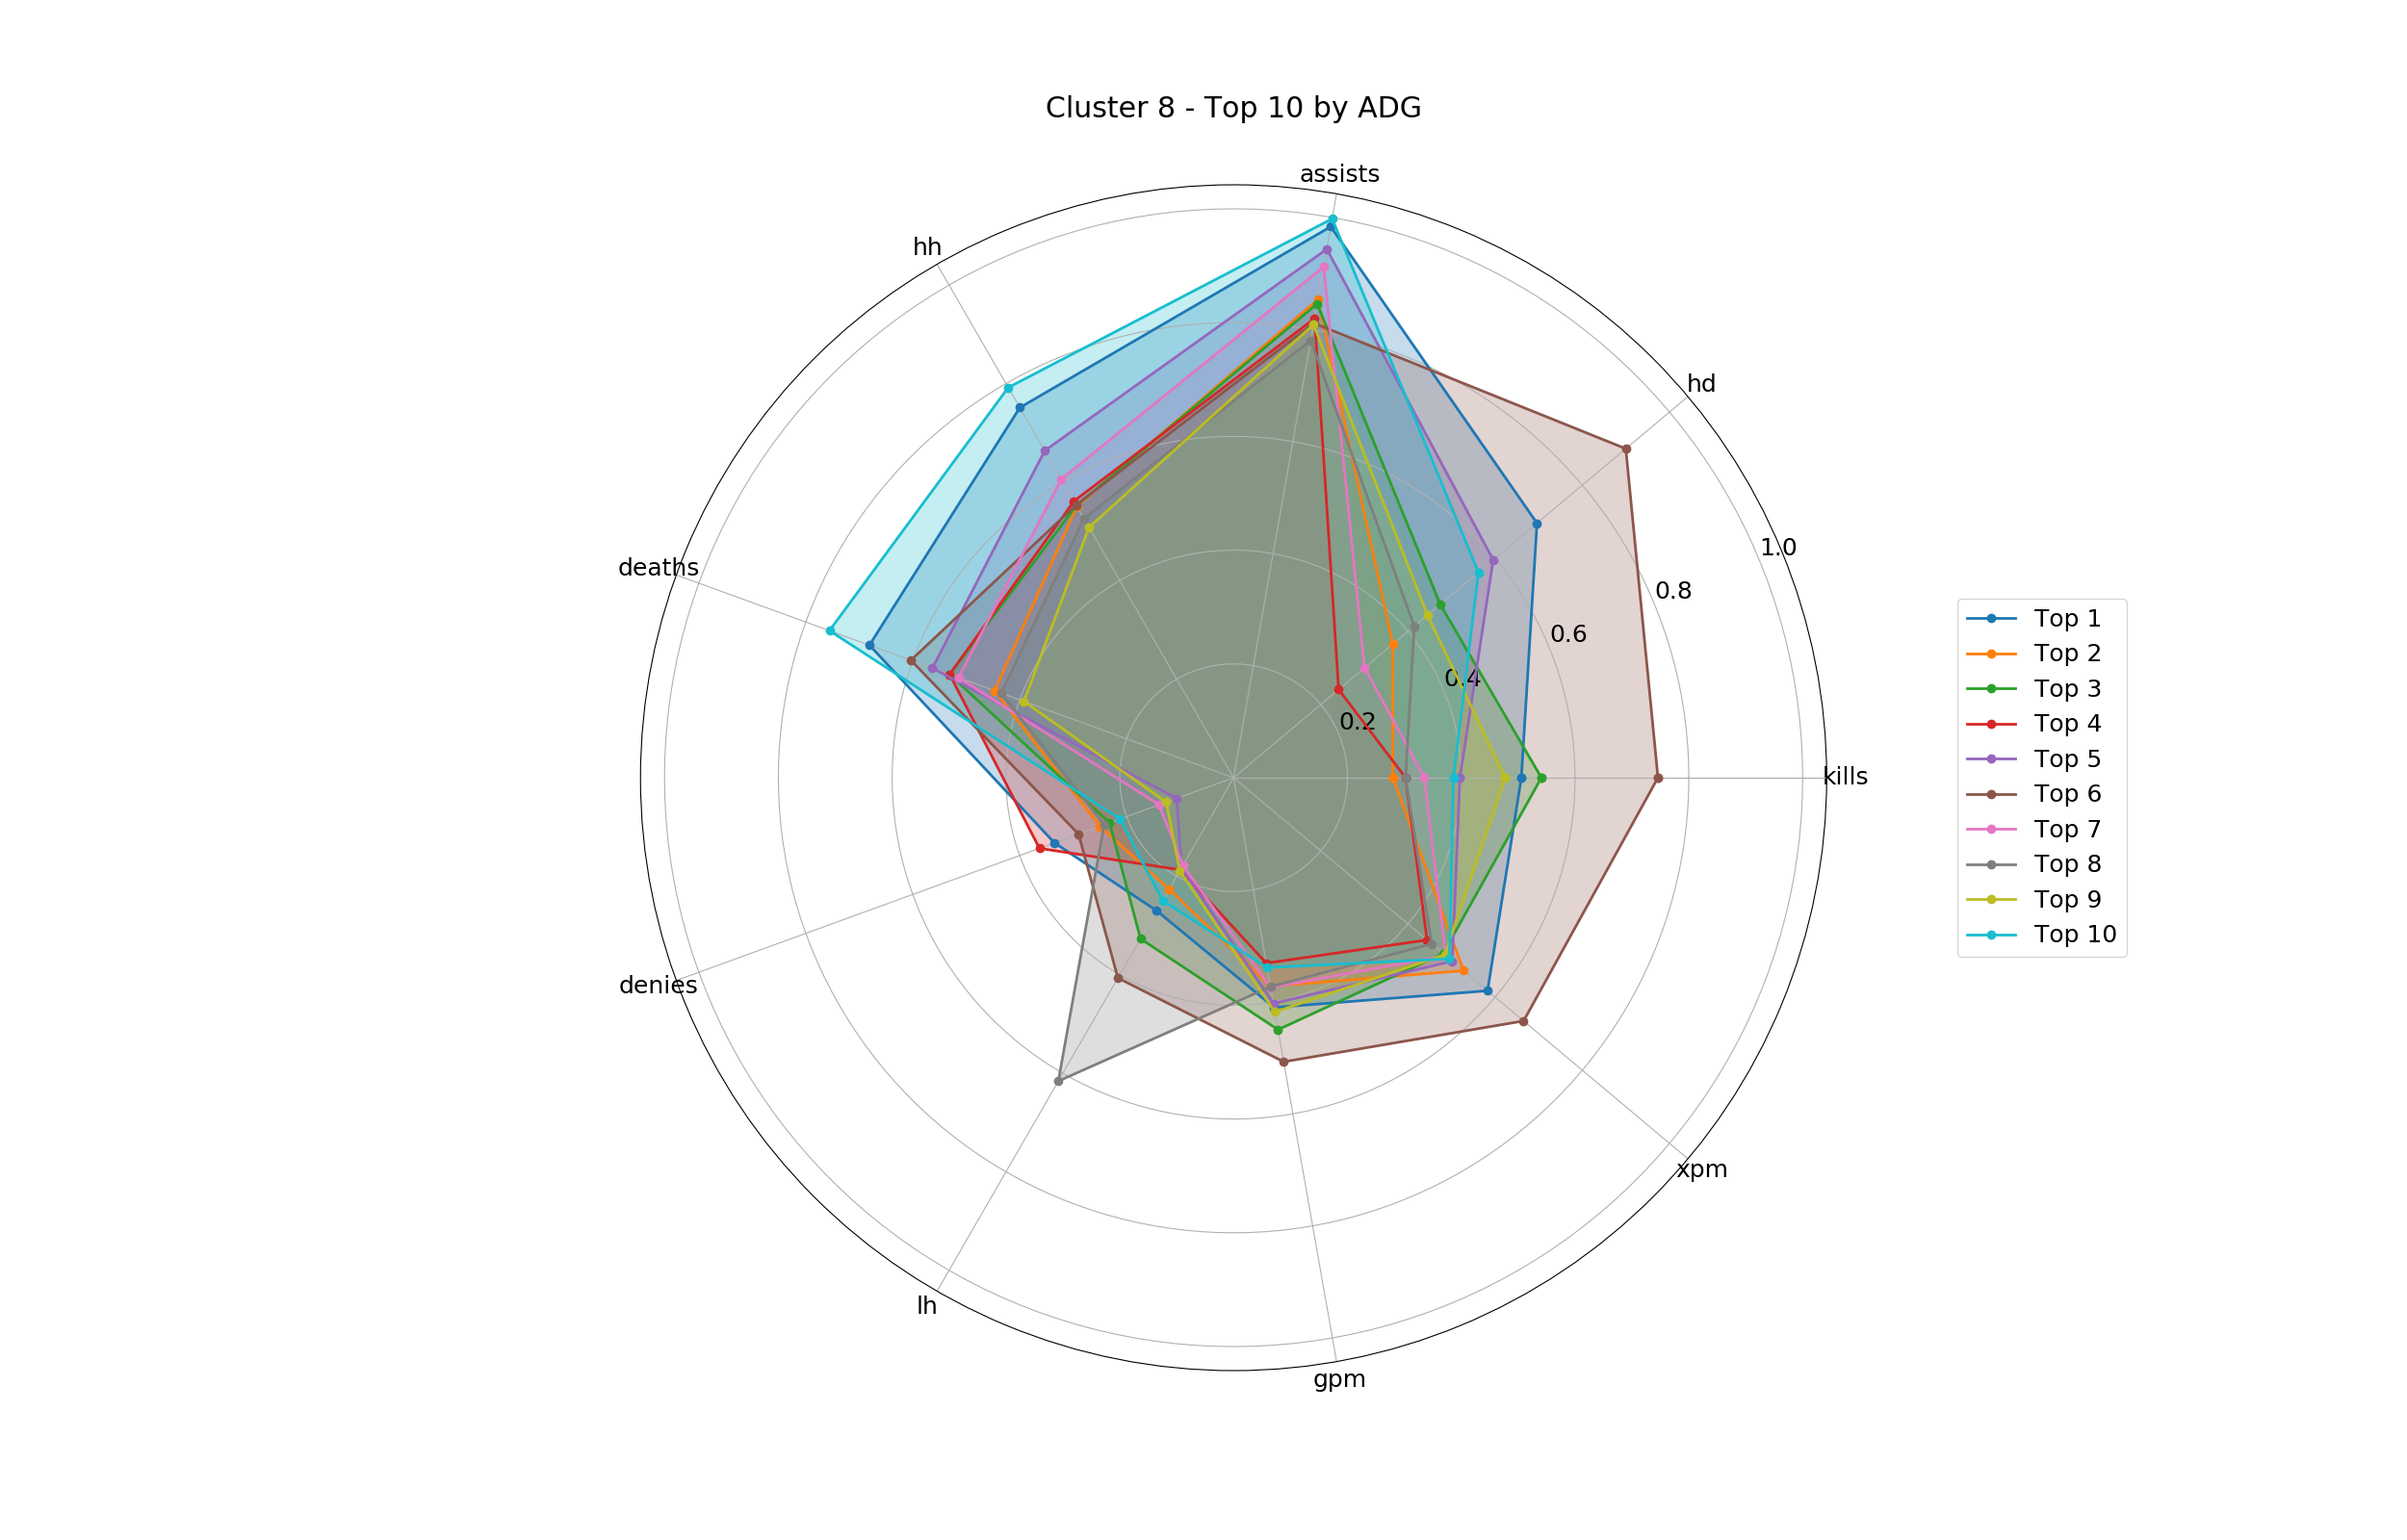 Cluster 8 - Top 10 by ADG
assists
hh
hd
deaths
1.0
0.8
0.6
0.4
0.2
kills
denies
xpm
lh
gpm
Top 1
Top 2
Top 3
Top 4
Top 5
Top 6
Top 7
Top 8
Top 9
Top 10